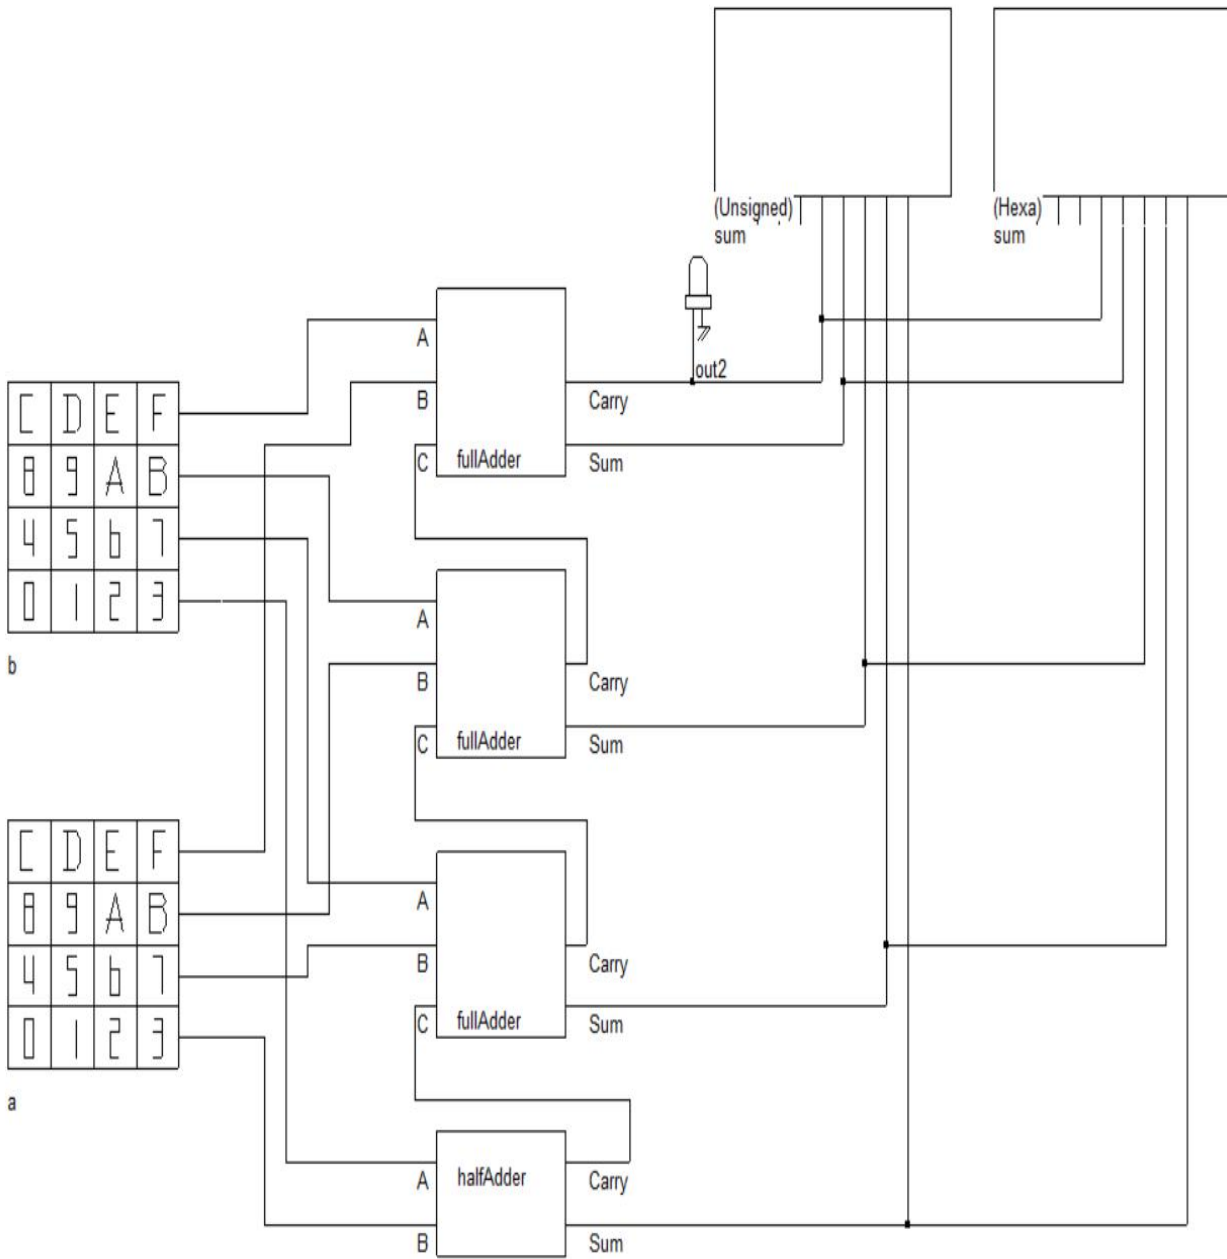 (Unsigned)
sum
(Hexa)
sum
out2
A
B
C
fullAdder
Carry
Sum
C D E F
8 9 A B
4 5 b 7
0 1 2 3
b
A
B
C
fullAdder
Carry
Sum
C D E F
8 9 A B
4 5 b 7
0 1 2 3
a
A
B
C
fullAdder
Carry
Sum
A
B
halfAdder
Carry
Sum